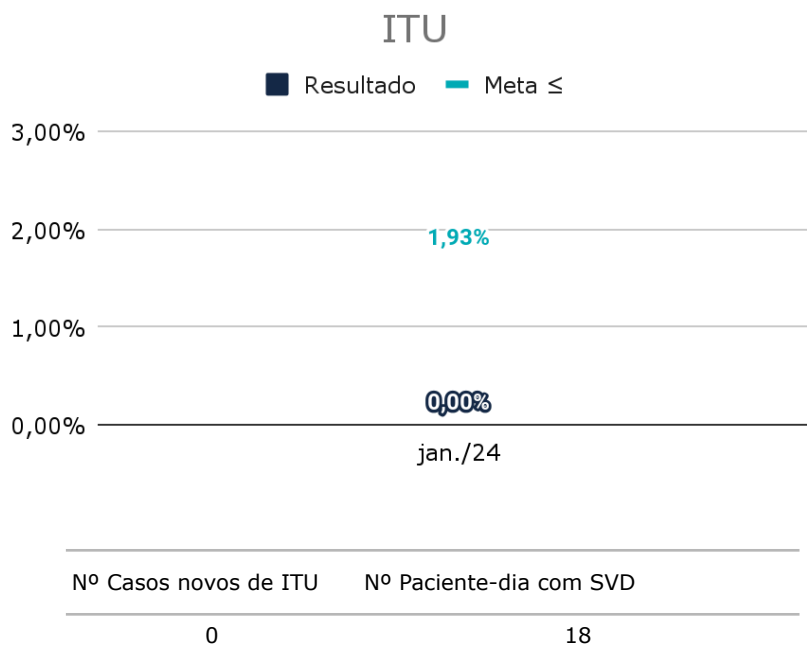 ITU
Resultado Meta ≤
3,00%
2,00%
1,93%
1,00%
0,00%
0,00%
jan./24
Nº Casos novos de ITU Nº Paciente-dia com SVD
0 18